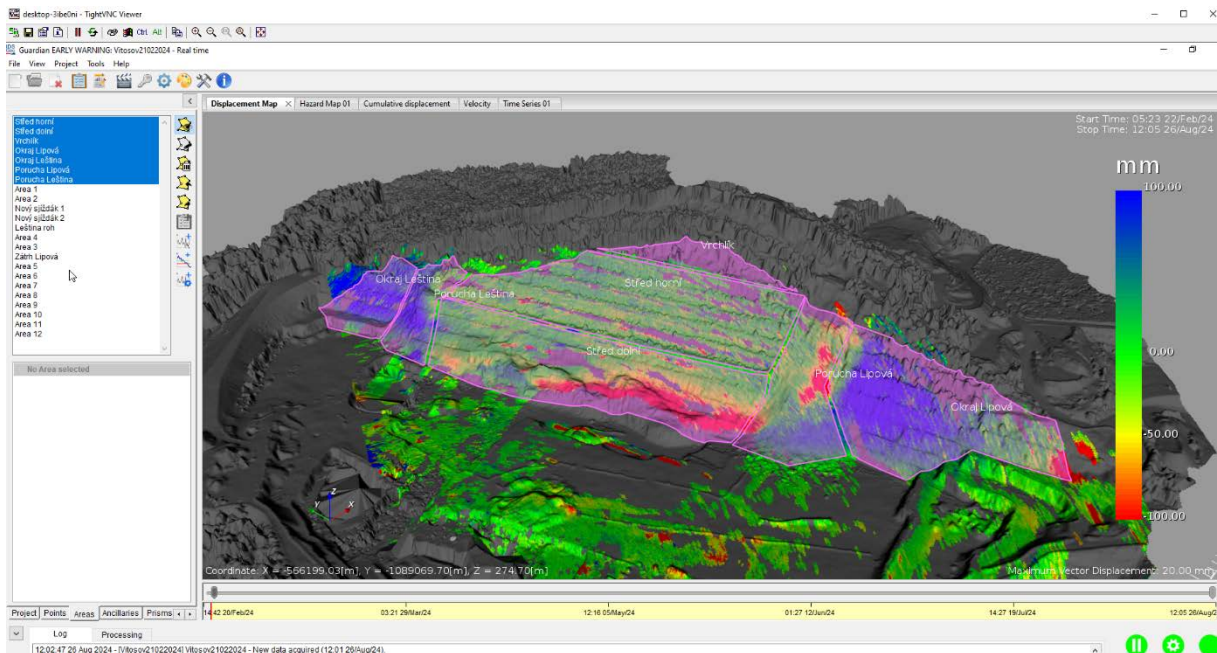 desktop-3ibe0ni - TightVNC Viewer
Ctrl Alt
Guardian EARLY WARNING: Vitosov21022024 - Real time
File View Project Tools Help
Displacement Map Hazard Map 01 Cumulative displacement Velocity Time Series 01
Střed horní
Střed dolní
Vrchlík
Okraj Lipová
Okraj Leština
Porucha Lipová
Porucha Leština
Area 1
Area 2
Nový sjížďák 1
Nový sjížďák 2
Leština roh
Area 4
Area 3
Zátrh Lipová
Area 5
Area 6
Area 7
Area 8
Area 9
Area 10
Area 11
Area 12
No Area selected
Start Time: 05:23 22/Feb/24
Stop Time: 12:05 26/Aug/24
mm
100.00
0.00
-50.00
-100.00
Vrchlík
Okraj Leština
Střed horní
Porucha Leština
Střed dolní
Porucha Lipová
Okraj Lipová
Z
Y
X
Coordinate: X = -566199.03[m], Y = -1089069.70[m], Z = 274.70[m]
Maximum Vector Displacement: 20.00 mm
Project Points Areas Ancillaries Prisms
14:42 20/Feb/24 03:21 29/Mar/24 12:16 05/May/24 01:27 12/Jun/24 14:27 19/Jul/24 12:05 26/Aug/2
Log Processing
12:02:47 26 Aug 2024 - [Vitosov21022024] Vitosov21022024 - New data acquired (12:01 26/Aug/24).